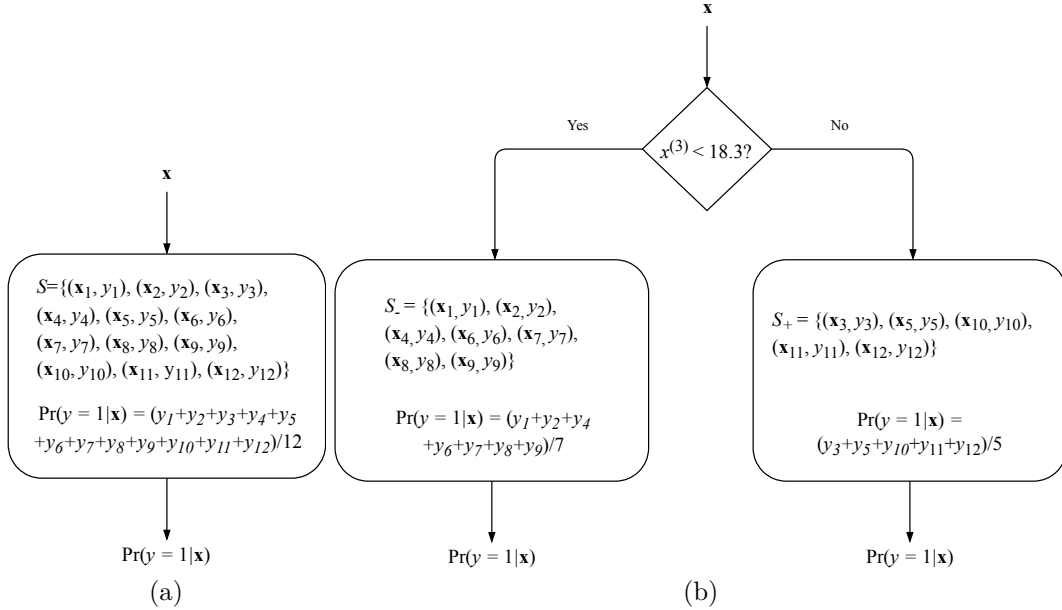 x
x
Yes
No
x(3) < 18.3?
S={(x1, y1), (x2, y2), (x3, y3),
(x4, y4), (x5, y5), (x6, y6),
(x7, y7), (x8, y8), (x9, y9),
(x10, y10), (x11, y11), (x12, y12)}
Pr(y = 1|x) = (y1+y2+y3+y4+y5
+y6+y7+y8+y9+y10+y11+y12)/12
Pr(y = 1|x)
(a)
S- = {(x1, y1), (x2, y2),
(x4, y4), (x6, y6), (x7, y7),
(x8, y8), (x9, y9)}
Pr(y = 1|x) = (y1+y2+y4
+y6+y7+y8+y9)/7
Pr(y = 1|x)
S+ = {(x3, y3), (x5, y5), (x10, y10),
(x11, y11), (x12, y12)}
Pr(y = 1|x) =
(y3+y5+y10+y11+y12)/5
Pr(y = 1|x)
(b)